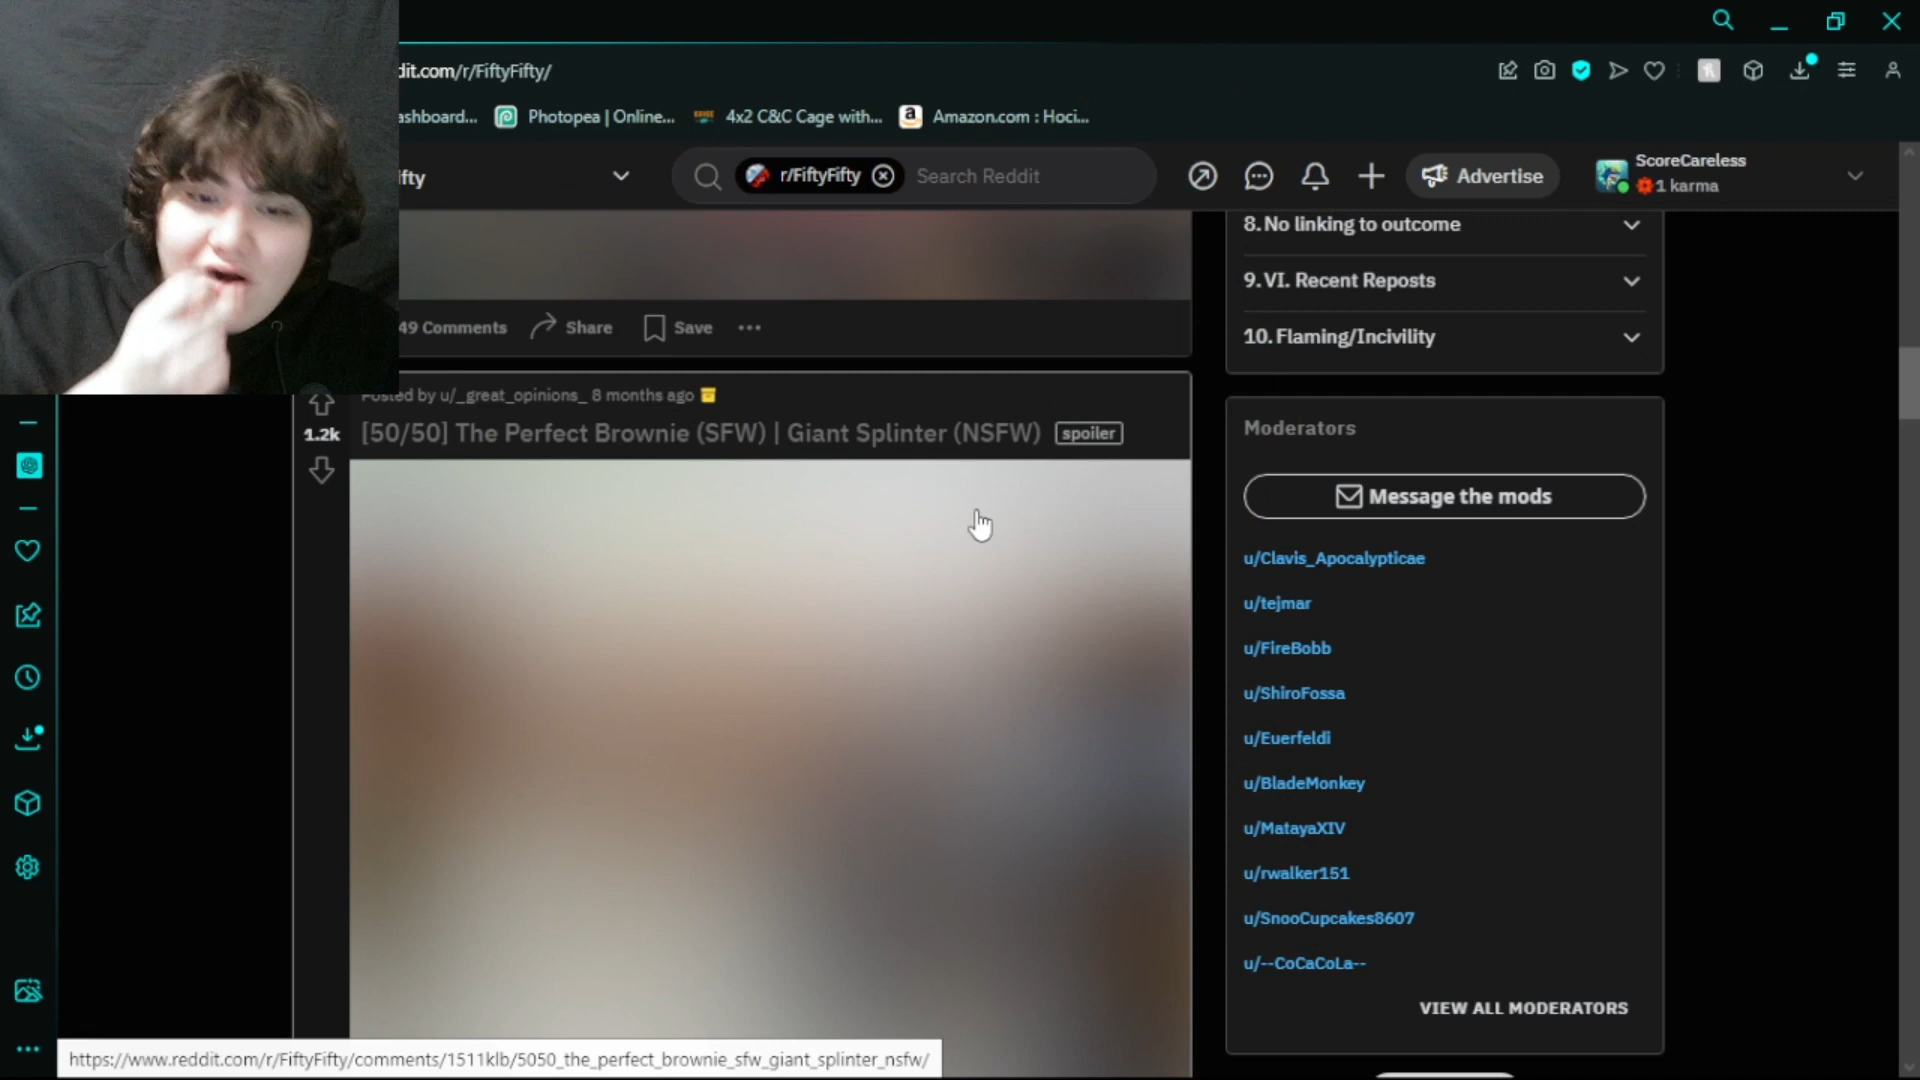 dit.com/r/FiftyFifty/
ashboard...
Photopea | Online...
4x2 C&C Cage with...
Amazon.com : Hoci...
ifty
r/FiftyFifty
Search Reddit
Advertise
ScoreCareless
1 karma
49 Comments
Share
Save
8. No linking to outcome
9. VI. Recent Reposts
10. Flaming/Incivility
Posted by u/_great_opinions_ 8 months ago
1.2k
[50/50] The Perfect Brownie (SFW) | Giant Splinter (NSFW)
spoiler
Moderators
Message the mods
u/Clavis_Apocalypticae
u/tejmar
u/FireBobb
u/ShiroFossa
u/Euerfeldi
u/BladeMonkey
u/MatayaXIV
u/rwalker151
u/SnooCupcakes8607
u/--CoCaCoLa--
VIEW ALL MODERATORS
https://www.reddit.com/r/FiftyFifty/comments/1511klb/5050_the_perfect_brownie_sfw_giant_splinter_nsfw/